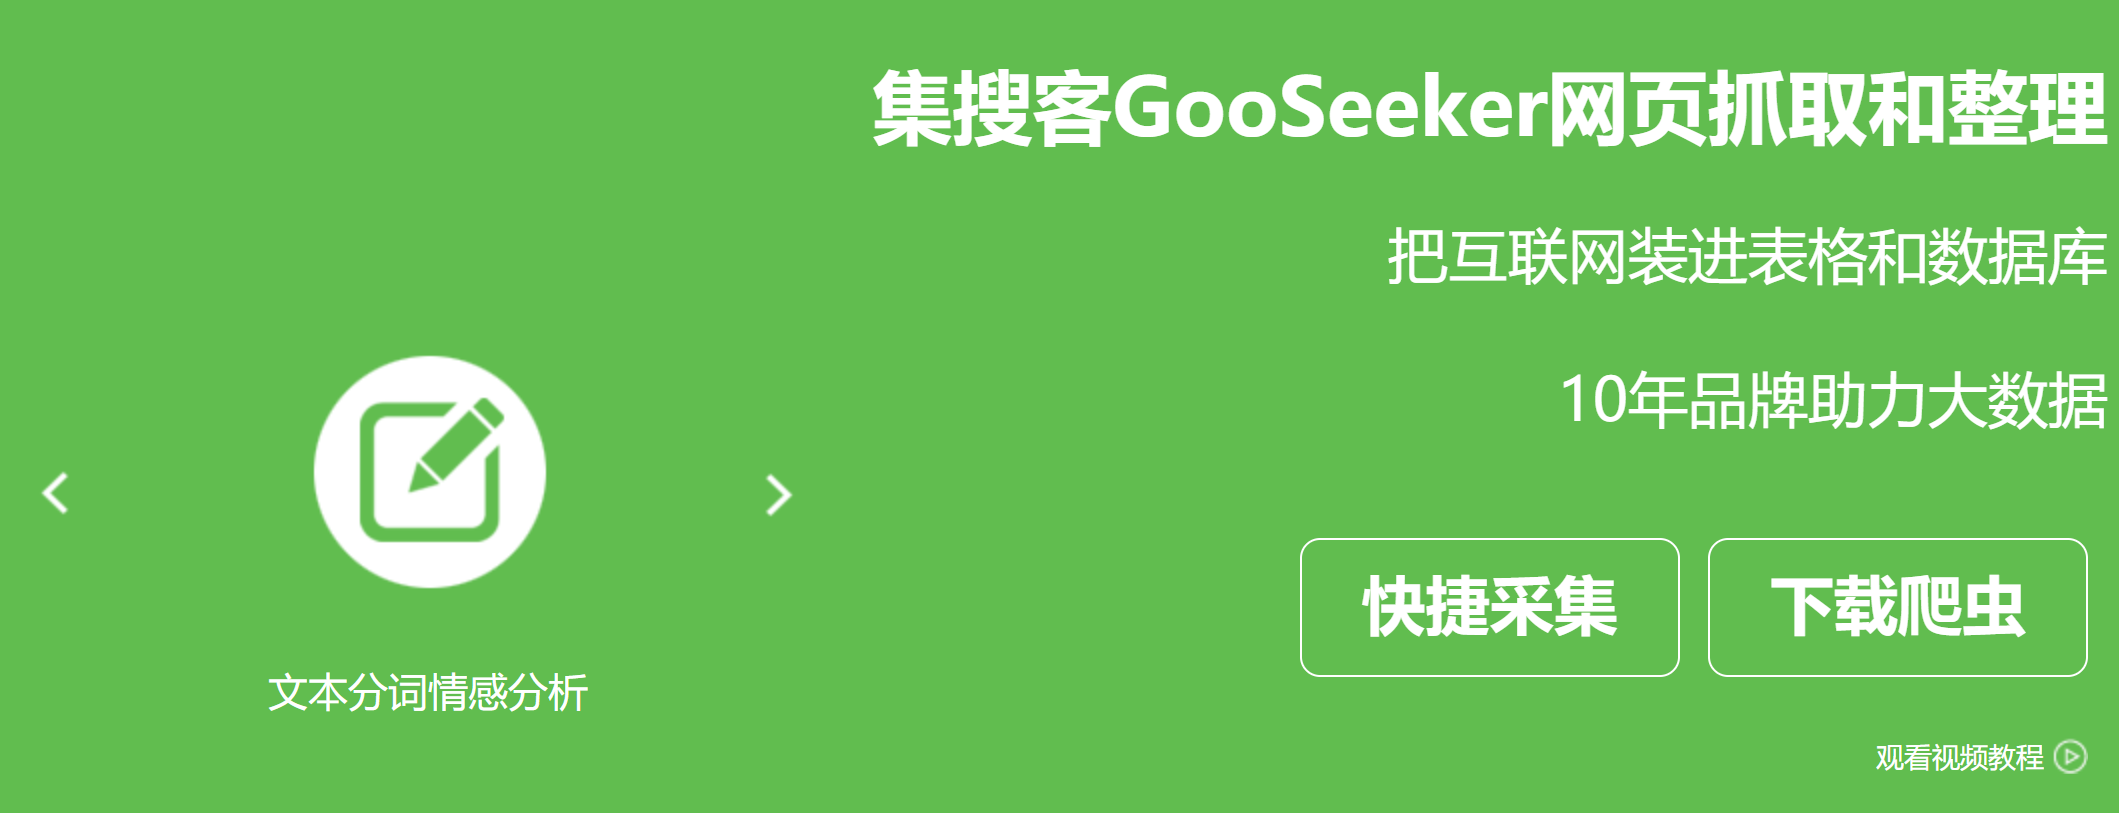 集搜客GooSeeker网页抓取和整理
把互联网装进表格和数据库
10年品牌助力大数据
快捷采集
下载爬虫
文本分词情感分析
观看视频教程